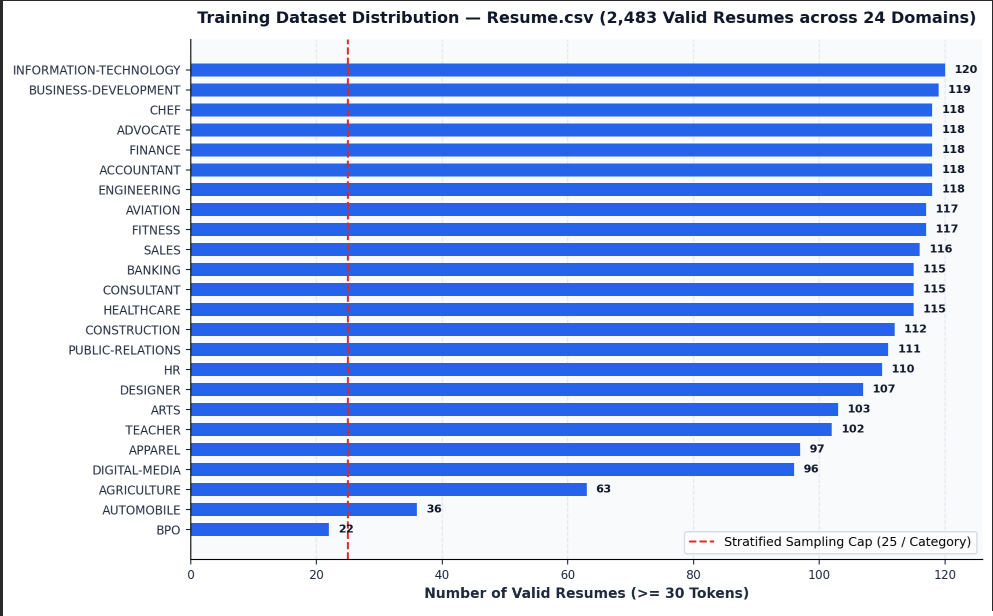 Training Dataset Distribution — Resume.csv (2,483 Valid Resumes across 24 Domains)
INFORMATION-TECHNOLOGY 120
BUSINESS-DEVELOPMENT 119
CHEF 118
ADVOCATE 118
FINANCE 118
ACCOUNTANT 118
ENGINEERING 118
AVIATION 117
FITNESS 117
SALES 116
BANKING 115
CONSULTANT 115
HEALTHCARE 115
CONSTRUCTION 112
PUBLIC-RELATIONS 111
HR 110
DESIGNER 107
ARTS 103
TEACHER 102
APPAREL 97
DIGITAL-MEDIA 96
AGRICULTURE 63
AUTOMOBILE 36
BPO 22
Stratified Sampling Cap (25 / Category)
0 20 40 60 80 100 120
Number of Valid Resumes (>= 30 Tokens)